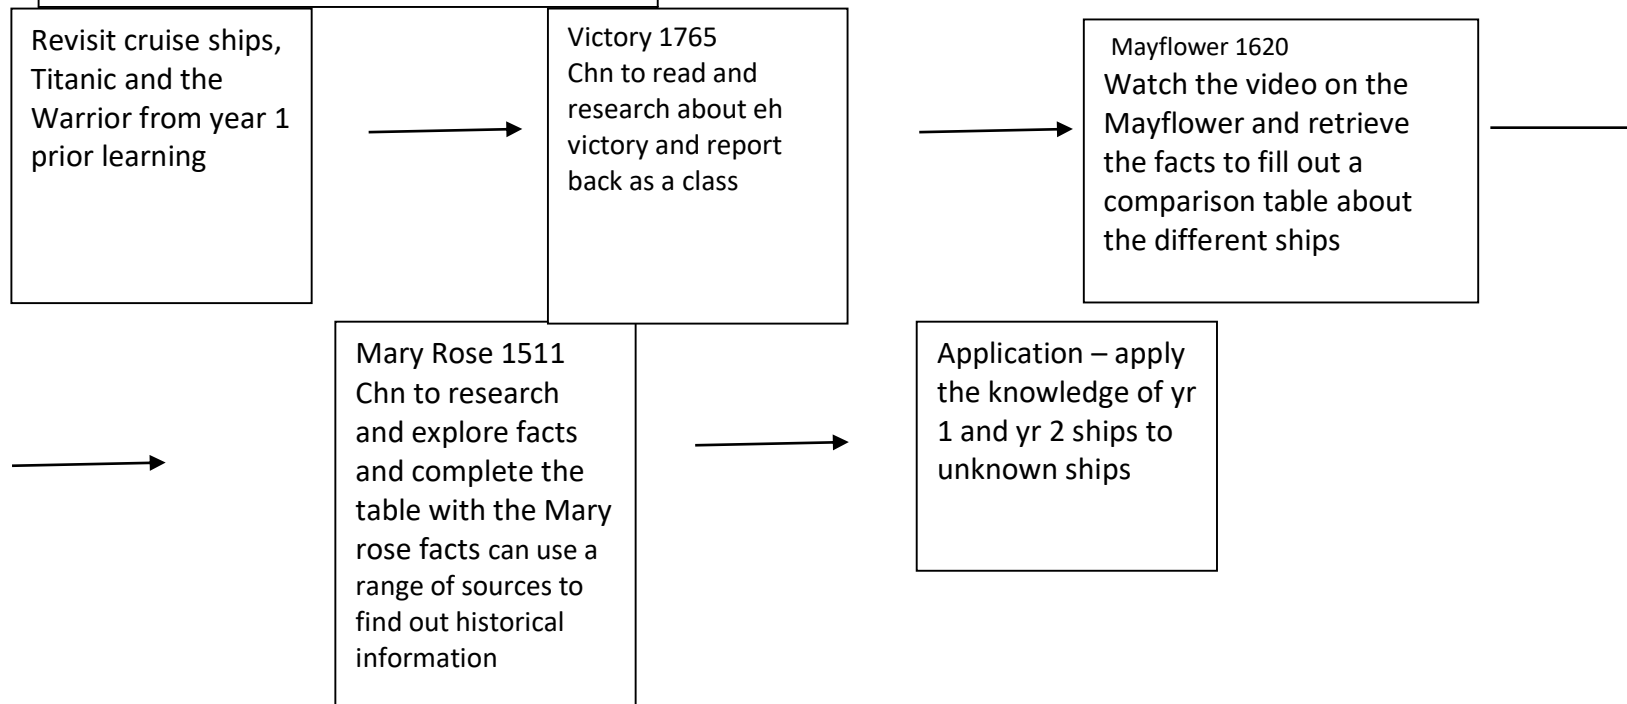 Revisit cruise ships,
Titanic and the
Warrior from year 1
prior learning
Victory 1765
Chn to read and
research about eh
victory and report
back as a class
Mayflower 1620
Watch the video on the
Mayflower and retrieve
the facts to fill out a
comparison table about
the different ships
Mary Rose 1511
Chn to research
and explore facts
and complete the
table with the Mary
rose facts can use a
range of sources to
find out historical
information
Application – apply
the knowledge of yr
1 and yr 2 ships to
unknown ships